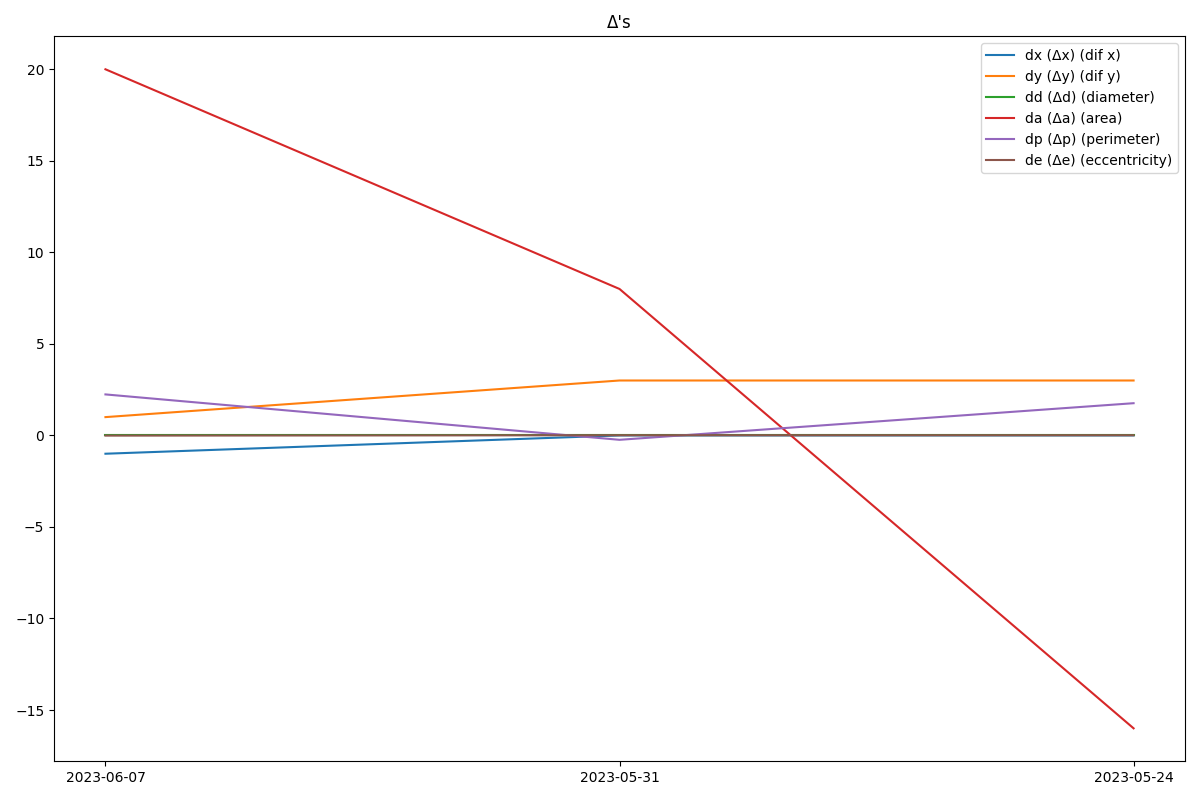 Δ's
dx (Δx) (dif x)
dy (Δy) (dif y)
dd (Δd) (diameter)
da (Δa) (area)
dp (Δp) (perimeter)
de (Δe) (eccentricity)
20
15
10
5
0
−5
−10
−15
2023-06-07
2023-05-31
2023-05-24